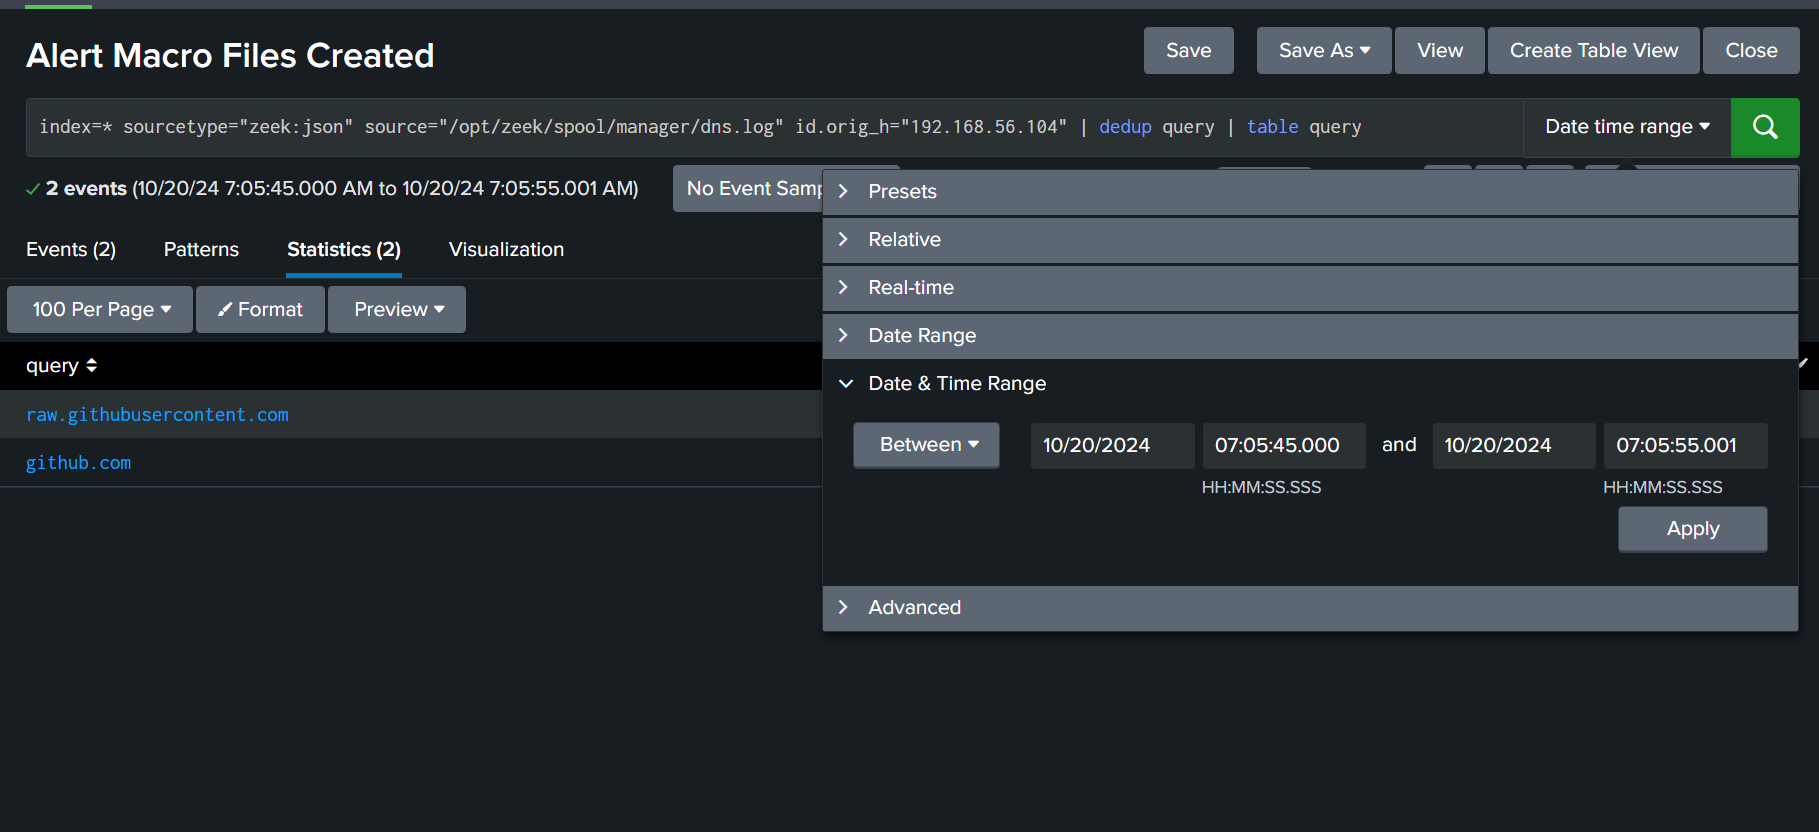 Alert Macro Files Created
Save
Save As
View
Create Table View
Close
index=* sourcetype="zeek:json" source="/opt/zeek/spool/manager/dns.log" id.orig_h="192.168.56.104" | dedup query | table query
Date time range
2 events (10/20/24 7:05:45.000 AM to 10/20/24 7:05:55.001 AM)
No Event Samp
Presets
Relative
Real-time
Date Range
Date & Time Range
Between
10/20/2024
07:05:45.000
and
10/20/2024
07:05:55.001
HH:MM:SS.SSS
HH:MM:SS.SSS
Apply
Advanced
Events (2)
Patterns
Statistics (2)
Visualization
100 Per Page
Format
Preview
query
raw.githubusercontent.com
github.com